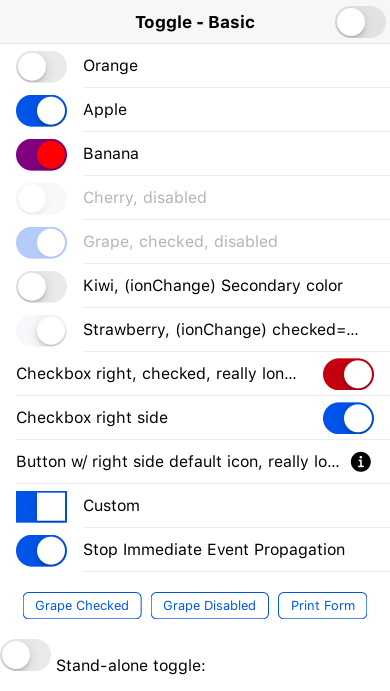 Toggle - Basic
Orange
Apple
Banana
Cherry, disabled
Grape, checked, disabled
Kiwi, (ionChange) Secondary color
Strawberry, (ionChange) checked=...
Checkbox right, checked, really lon...
Checkbox right side
Button w/ right side default icon, really lo...
Custom
Stop Immediate Event Propagation
Grape Checked Grape Disabled Print Form
Stand-alone toggle: